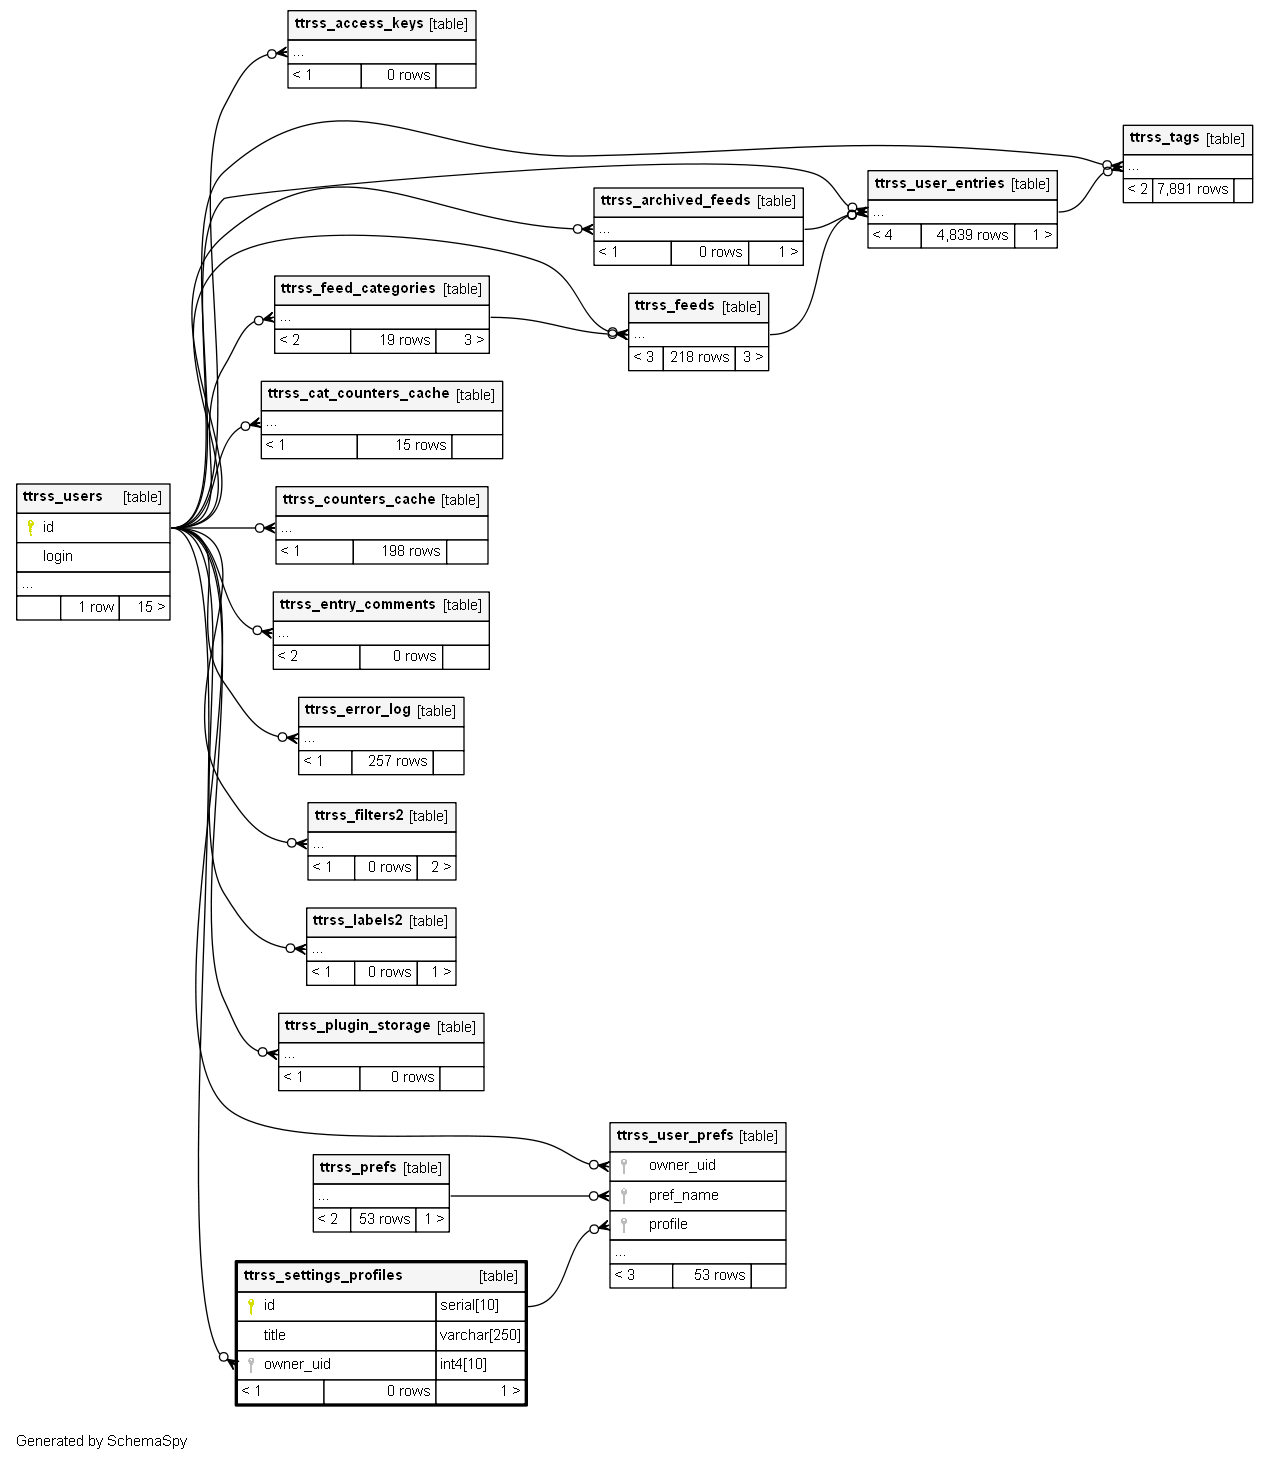 ttrss_access_keys [table]
...
< 1 0 rows
ttrss_tags [table]
...
< 2 7,891 rows
ttrss_user_entries [table]
...
< 4 4,839 rows 1 >
ttrss_archived_feeds [table]
...
< 1 0 rows 1 >
ttrss_feed_categories [table]
...
< 2 19 rows 3 >
ttrss_feeds [table]
...
< 3 218 rows 3 >
ttrss_cat_counters_cache [table]
...
< 1 15 rows
ttrss_users [table]
id
login
...
1 row 15 >
ttrss_counters_cache [table]
...
< 1 198 rows
ttrss_entry_comments [table]
...
< 2 0 rows
ttrss_error_log [table]
...
< 1 257 rows
ttrss_filters2 [table]
...
< 1 0 rows 2 >
ttrss_labels2 [table]
...
< 1 0 rows 1 >
ttrss_plugin_storage [table]
...
< 1 0 rows
ttrss_user_prefs [table]
owner_uid
pref_name
profile
...
< 3 53 rows
ttrss_prefs [table]
...
< 2 53 rows 1 >
ttrss_settings_profiles [table]
id serial[10]
title varchar[250]
owner_uid int4[10]
< 1 0 rows 1 >
Generated by SchemaSpy